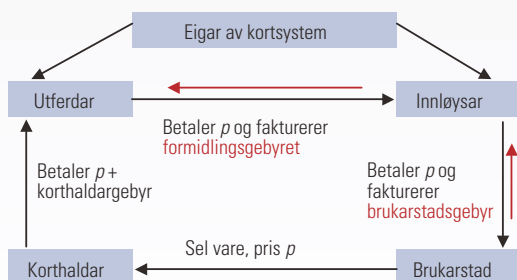 Eigar av kortsystem
Utferdar
Innløysar
Betaler p og fakturerer
formidlingsgebyret
Betaler p +
korthaldargebyr
Betaler p og
fakturerer
brukarstadsgebyr
Sel vare, pris p
Korthaldar
Brukarstad